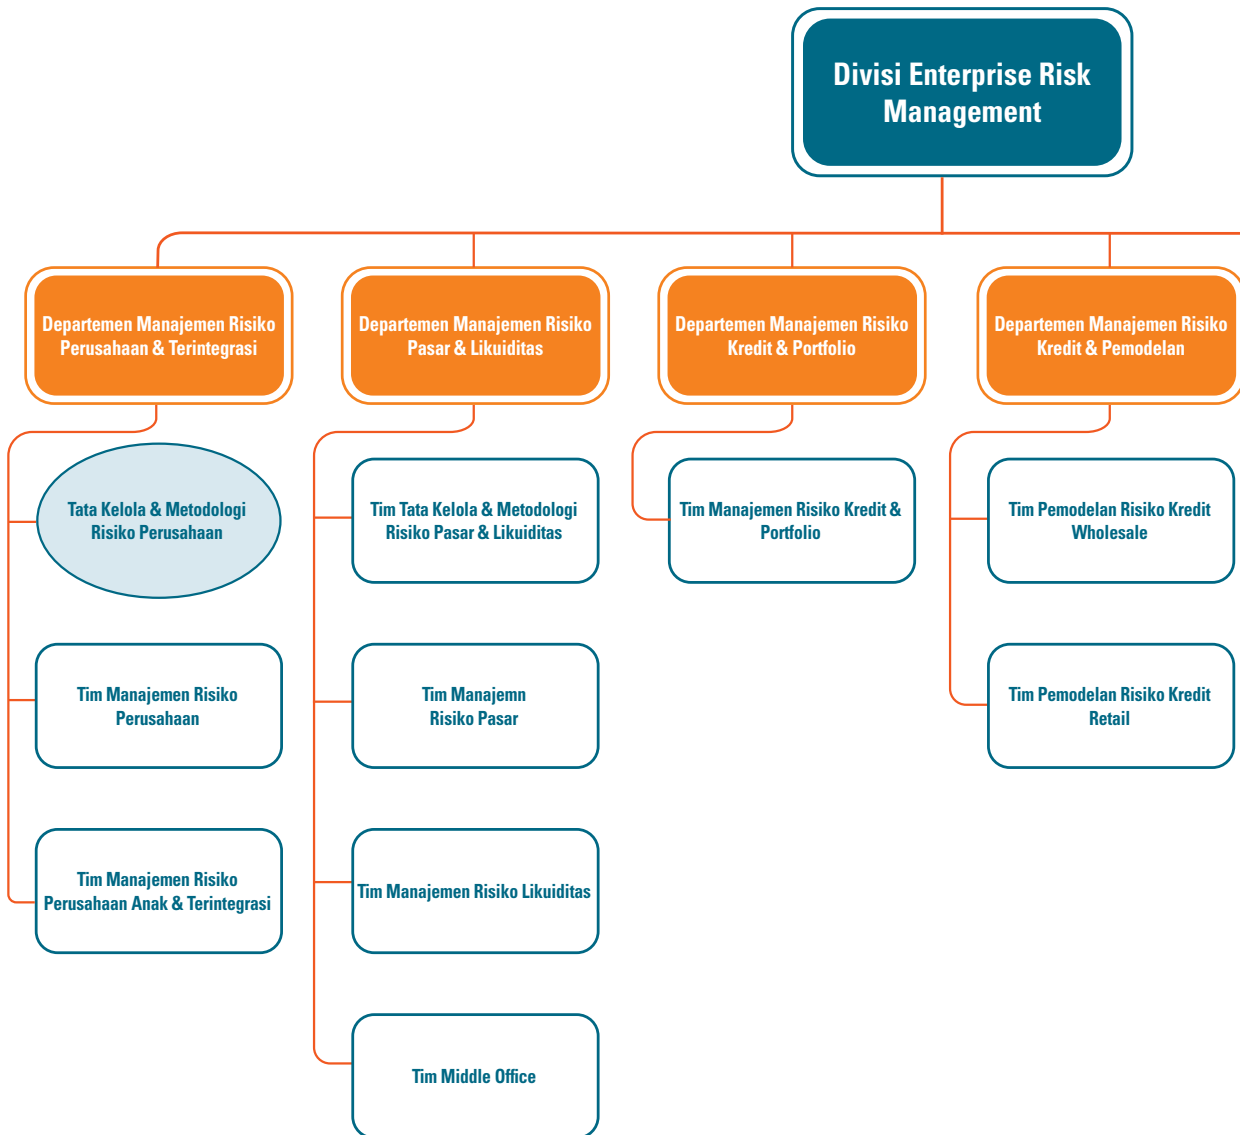 Divisi Enterprise Risk
Management
Departemen Manajemen Risiko
Perusahaan & Terintegrasi
Departemen Manajemen Risiko
Pasar & Likuiditas
Departemen Manajemen Risiko
Kredit & Portfolio
Departemen Manajemen Risiko
Kredit & Pemodelan
Tata Kelola & Metodologi
Risiko Perusahaan
Tim Tata Kelola & Metodologi
Risiko Pasar & Likuiditas
Tim Manajemen Risiko Kredit &
Portfolio
Tim Pemodelan Risiko Kredit
Wholesale
Tim Manajemen Risiko
Perusahaan
Tim Manajemn
Risiko Pasar
Tim Pemodelan Risiko Kredit
Retail
Tim Manajemen Risiko
Perusahaan Anak & Terintegrasi
Tim Manajemen Risiko Likuiditas
Tim Middle Office